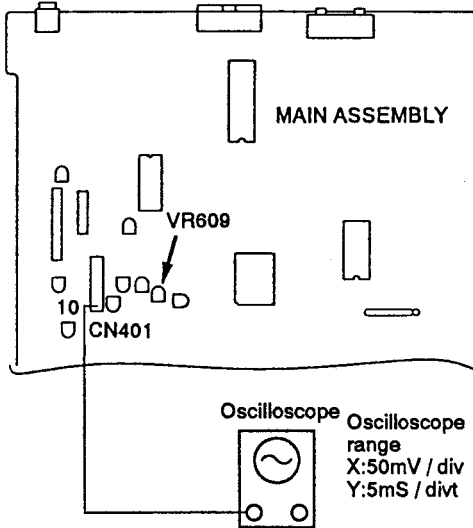 MAIN ASSEMBLY
VR609
10
CN401
Oscilloscope
Oscilloscope
range
X:50mV / div
Y:5mS / divt